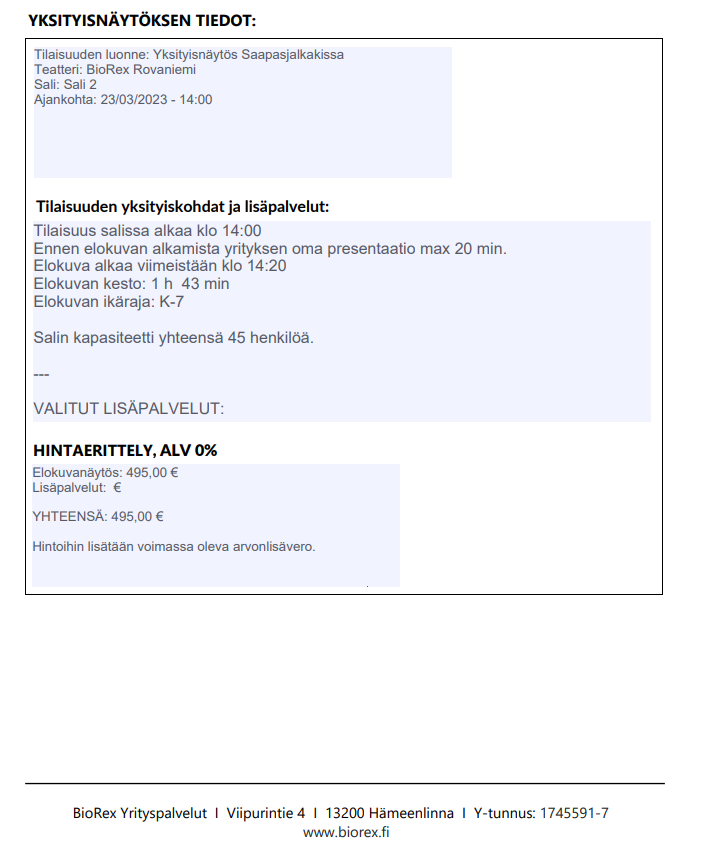 YKSITYISNÄYTÖKSEN TIEDOT:
Tilaisuuden luonne: Yksityisnäytös Saapasjalkakissa
Teatteri: BioRex Rovaniemi
Sali: Sali 2
Ajankohta: 23/03/2023 - 14:00
Tilaisuuden yksityiskohdat ja lisäpalvelut:
Tilaisuus salissa alkaa klo 14:00
Ennen elokuvan alkamista yrityksen oma presentaatio max 20 min.
Elokuva alkaa viimeistään klo 14:20
Elokuvan kesto: 1 h  43 min
Elokuvan ikäraja: K-7
Salin kapasiteetti yhteensä 45 henkilöä.
---
VALITUT LISÄPALVELUT:
HINTAERITTELY, ALV 0%
Elokuvanäytös: 495,00 €
Lisäpalvelut:  €
YHTEENSÄ: 495,00 €
Hintoihin lisätään voimassa oleva arvonlisävero.
.
BioRex Yrityspalvelut  I  Viipurintie 4  I  13200 Hämeenlinna  I  Y-tunnus: 1745591-7
www.biorex.fi